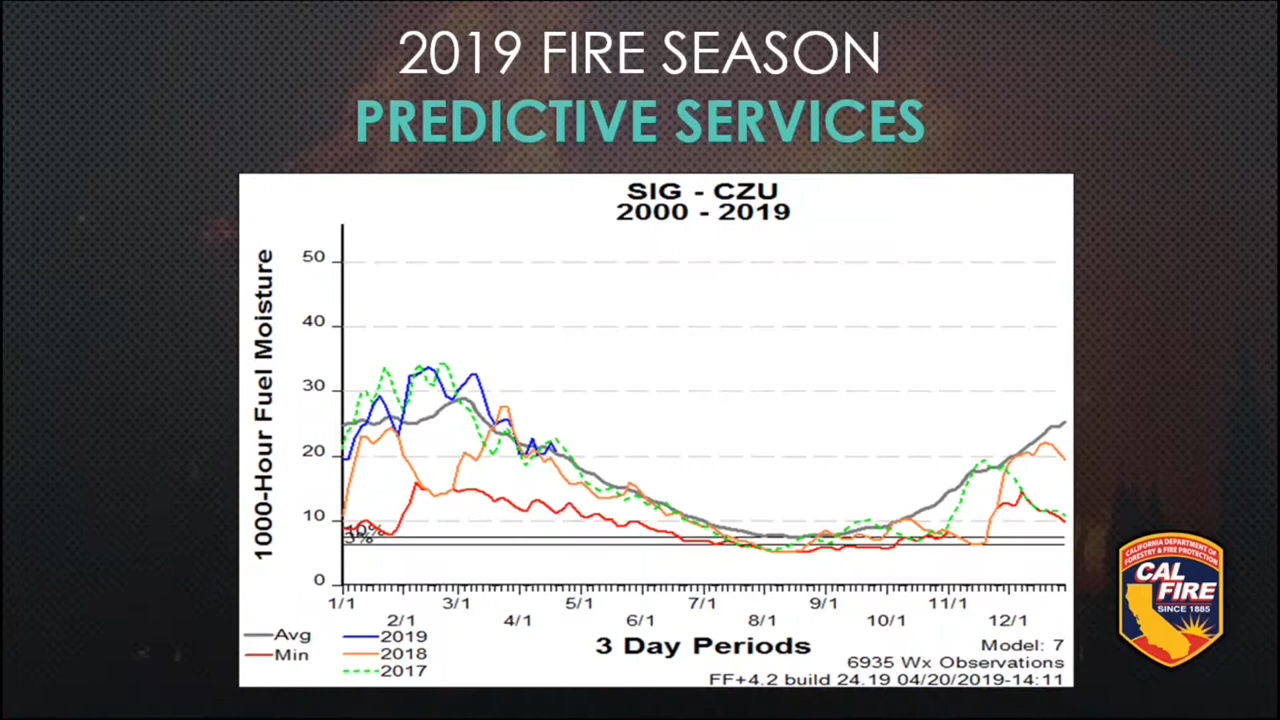 2019 FIRE SEASON
PREDICTIVE SERVICES
SIG - CZU
2000 - 2019
1000-Hour Fuel Moisture
50
40
30
20
10
0
10%
3%
1/1
2/1
3/1
4/1
5/1
6/1
7/1
8/1
9/1
10/1
11/1
12/1
3 Day Periods
Avg
Min
2019
2018
2017
Model: 7
6935 Wx Observations
FF+4.2 build 24.19 04/20/2019-14:11
CALIFORNIA DEPARTMENT OF
FORESTRY & FIRE PROTECTION
CAL
FIRE
SINCE 1885